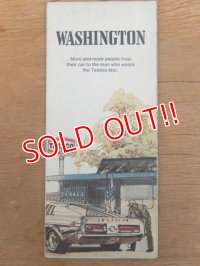 WASHINGTON
More and more people trust
their car to the man who wears
the Texaco star.
SOLD OUT!!